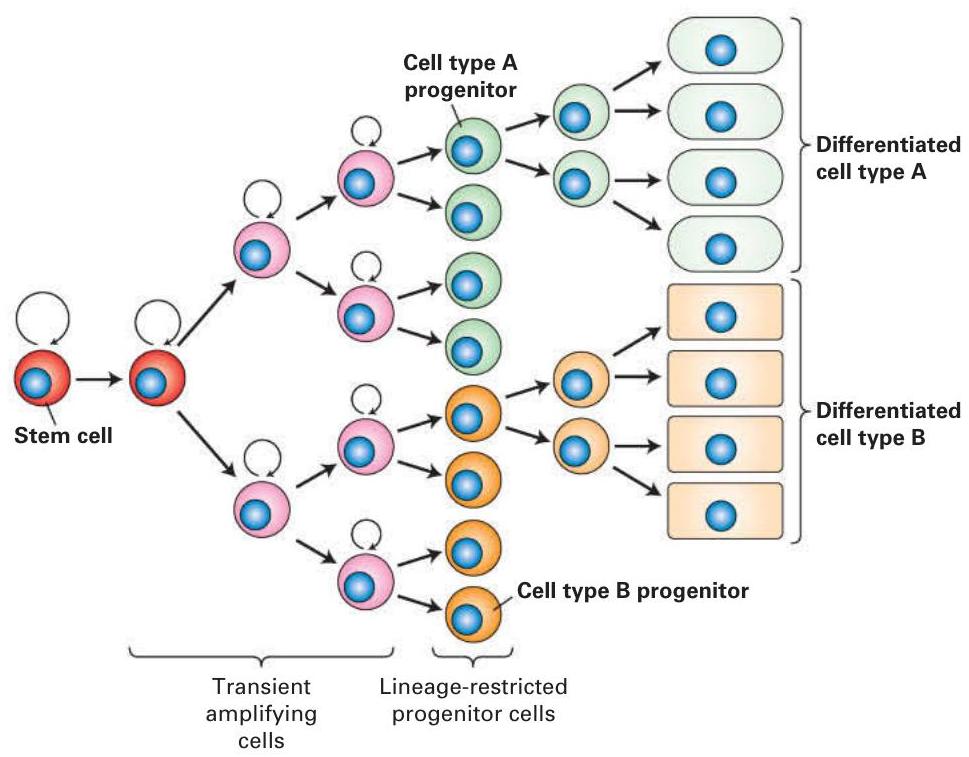 Cell type A
progenitor
Differentiated
cell type A
Stem cell
Differentiated
cell type B
Cell type B progenitor
Transient
amplifying
cells
Lineage-restricted
progenitor cells